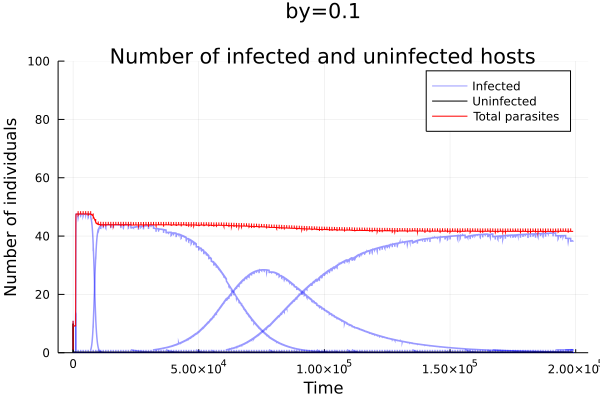 by=0.1
Number of infected and uninfected hosts
100
80
60
40
20
0
Number of individuals
Infected
Uninfected
Total parasites
0
5.00×10⁴
1.00×10⁵
1.50×10⁵
2.00×10⁵
Time